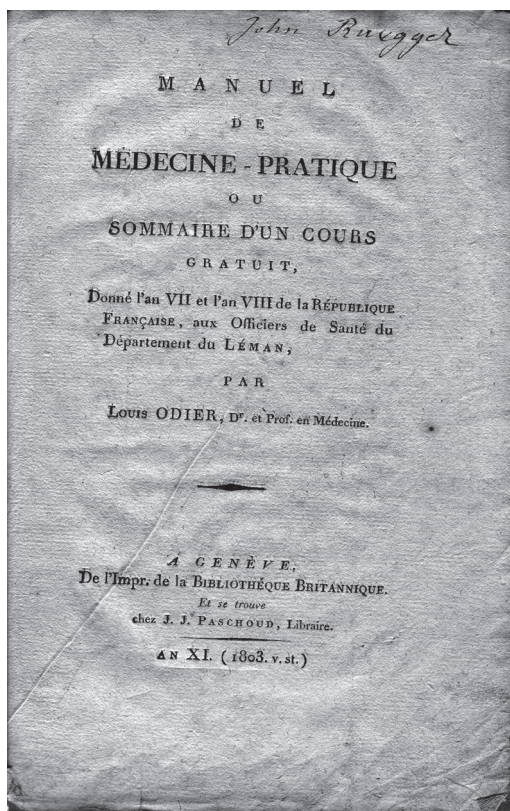 John Ruegger
MANUEL
DE
MÉDECINE-PRATIQUE
OU
SOMMAIRE D'UN COURS
GRATUIT,
Donné l'an VII et l'an VIII de la RÉPUBLIQUE
FRANÇAISE, aux Officiers de Santé du
Département du LÉMAN,
PAR
LOUIS ODIER, Dr. et Prof. en Médecine.
A GENÈVE,
De l'Impr. de la BIBLIOTHÉQUE BRITANNIQUE.
Et se trouve
chez J. J. PASCHOUD, Libraire.
AN XI. (1803. v. st.)